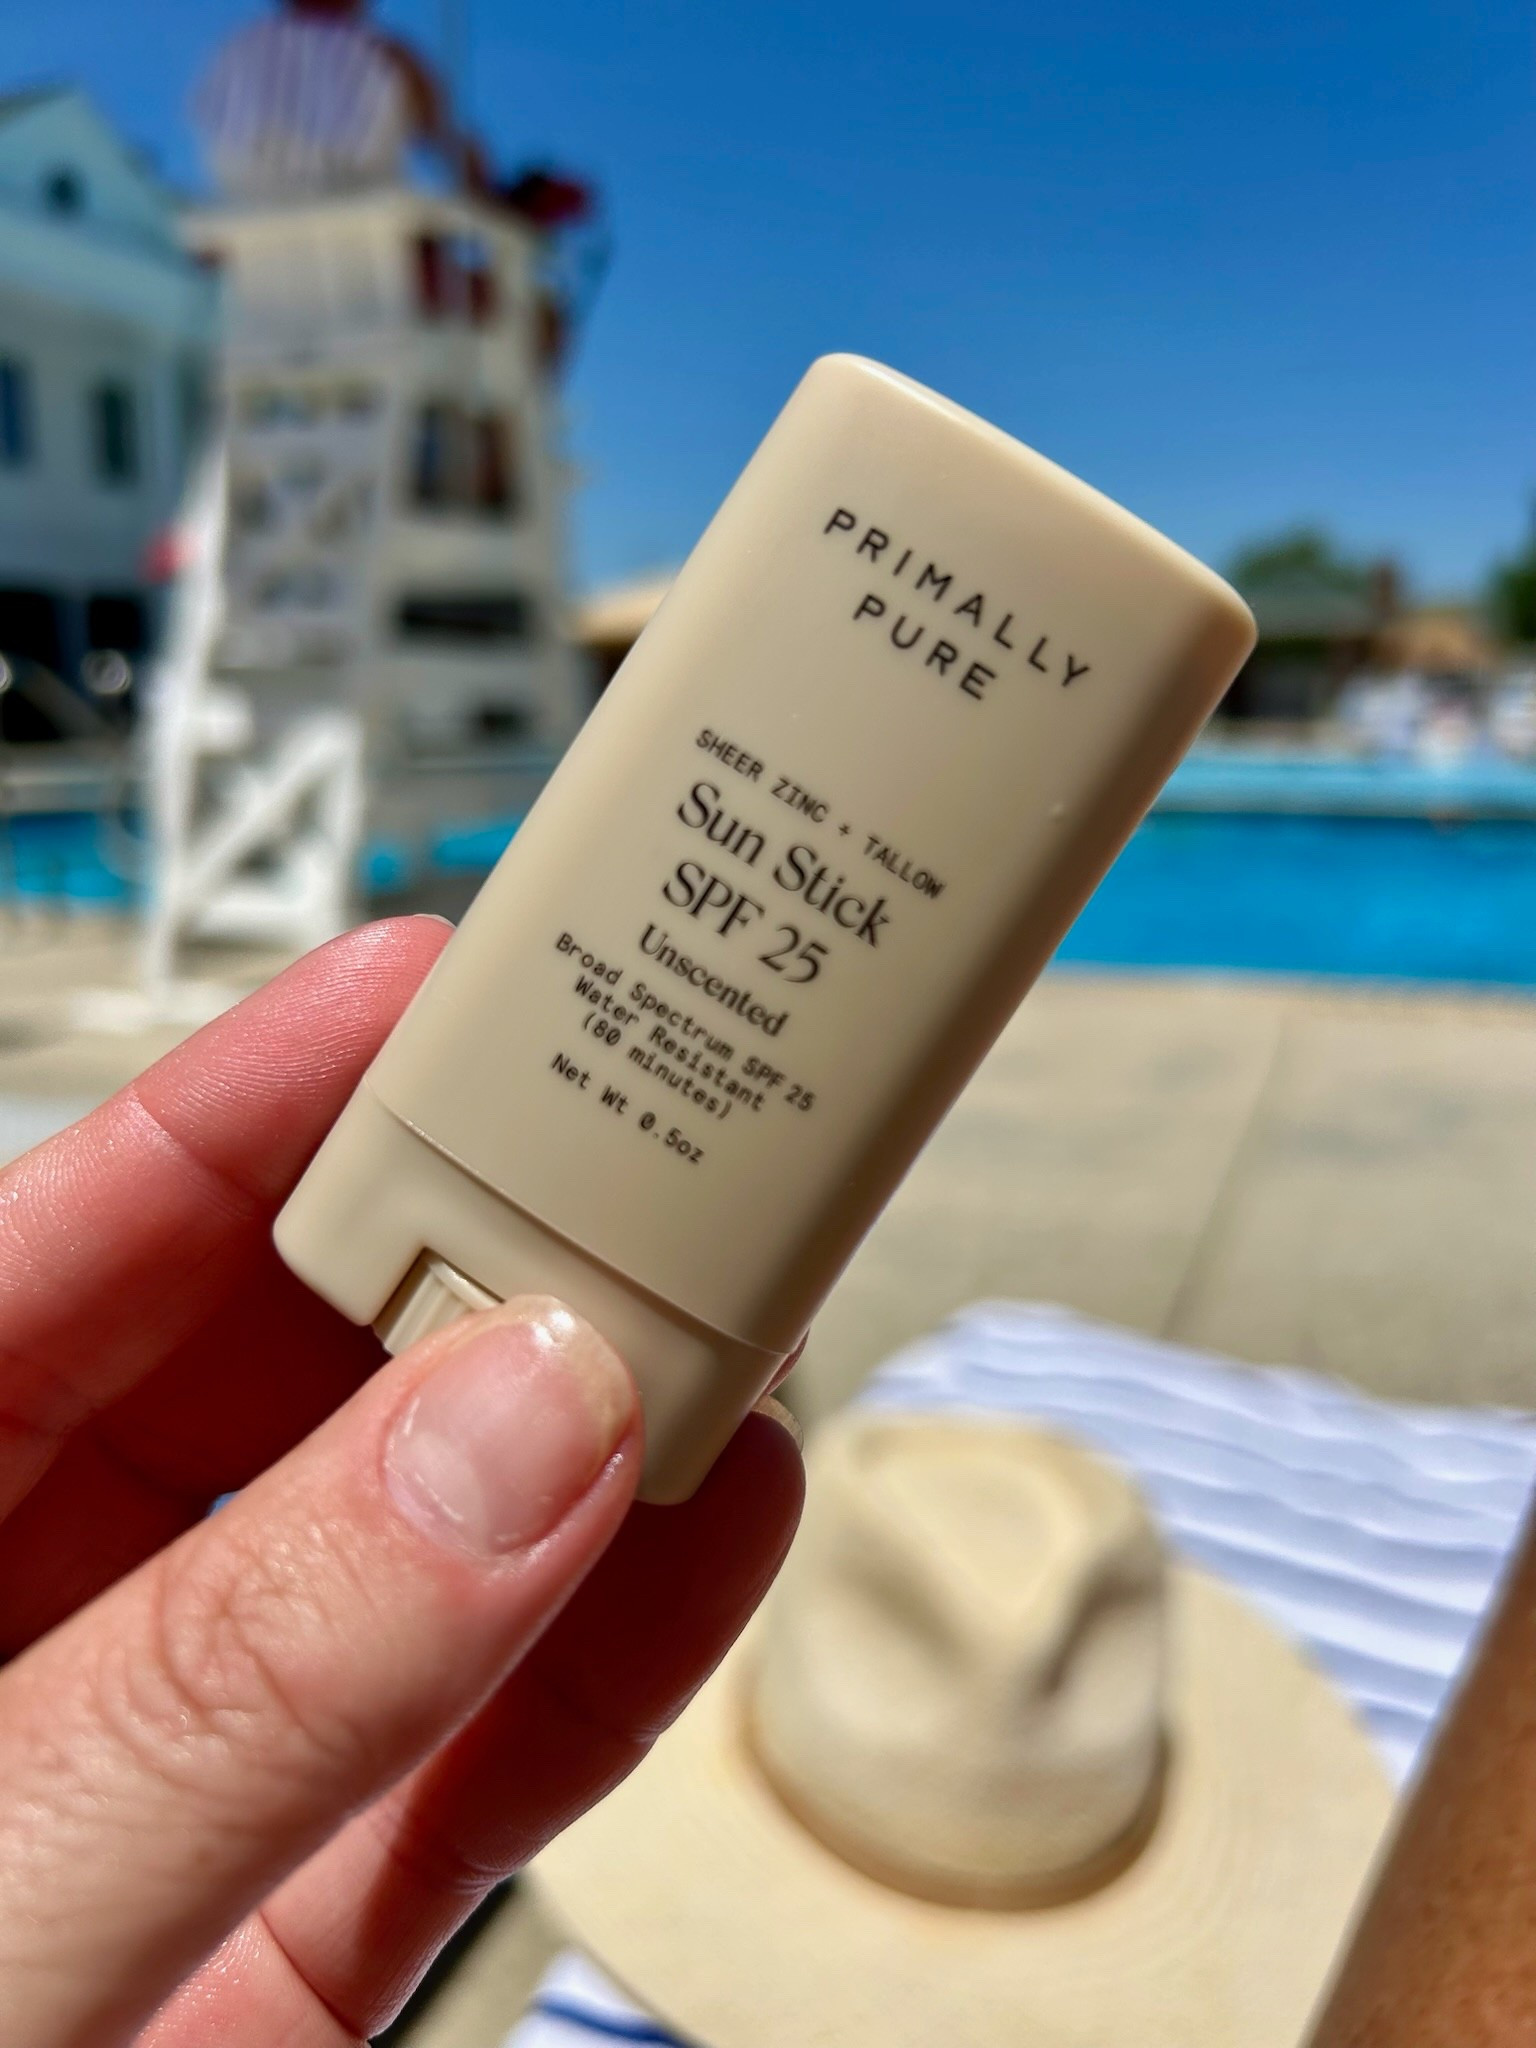 PRIMALLY
PURE
SHEER ZINC + TALLOW
Sun Stick
SPF 25
Unscented
Broad Spectrum SPF 25
Water Resistant
(80 minutes)
Net Wt 0.5oz